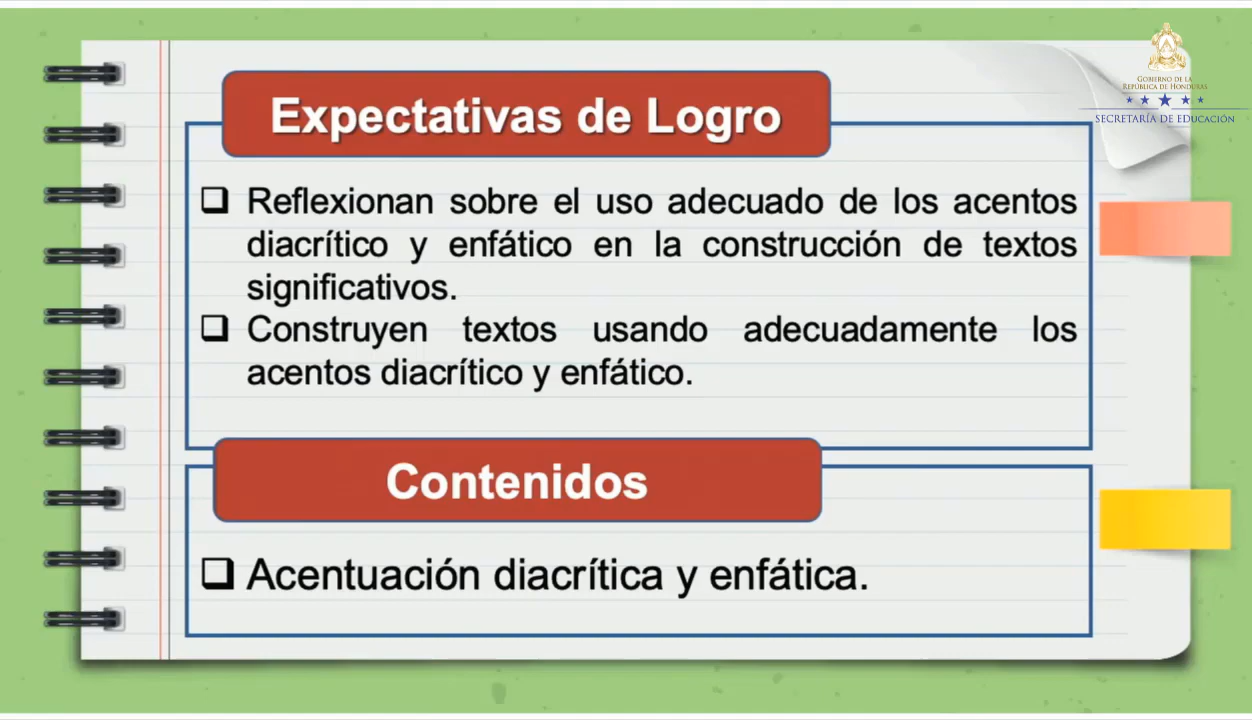 GOBIERNO DE LA
REPÚBLICA DE HONDURAS
SECRETARÍA DE EDUCACIÓN
Expectativas de Logro
❑ Reflexionan sobre el uso adecuado de los acentos
diacrítico y enfático en la construcción de textos
significativos.
❑ Construyen textos usando adecuadamente los
acentos diacrítico y enfático.
Contenidos
❑ Acentuación diacrítica y enfática.